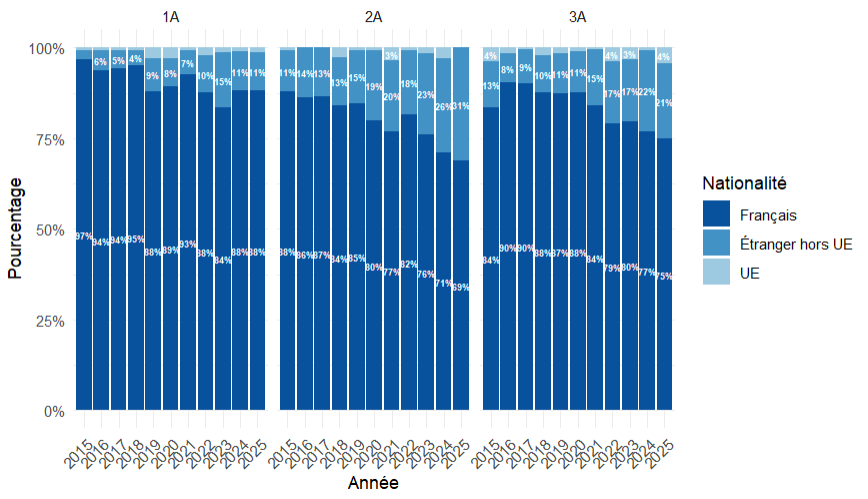 1A 2A 3A
100%
75%
50%
25%
0%
Pourcentage
6% 5% 4% 9% 8% 7% 10% 15% 11% 11%
97% 94% 94% 95% 88% 89% 93% 88% 84% 88% 88%
11% 14% 13% 13% 15% 19% 3% 20% 18% 23% 26% 31%
88% 86% 87% 84% 85% 80% 77% 82% 76% 71% 69%
4% 13% 8% 9% 10% 11% 11% 15% 4% 17% 3% 17% 22% 4% 21%
84% 90% 90% 88% 87% 88% 84% 79% 80% 77% 75%
2015 2016 2017 2018 2019 2020 2021 2022 2023 2024 2025
2015 2016 2017 2018 2019 2020 2021 2022 2023 2024 2025
2015 2016 2017 2018 2019 2020 2021 2022 2023 2024 2025
Année
Nationalité
Français
Étranger hors UE
UE